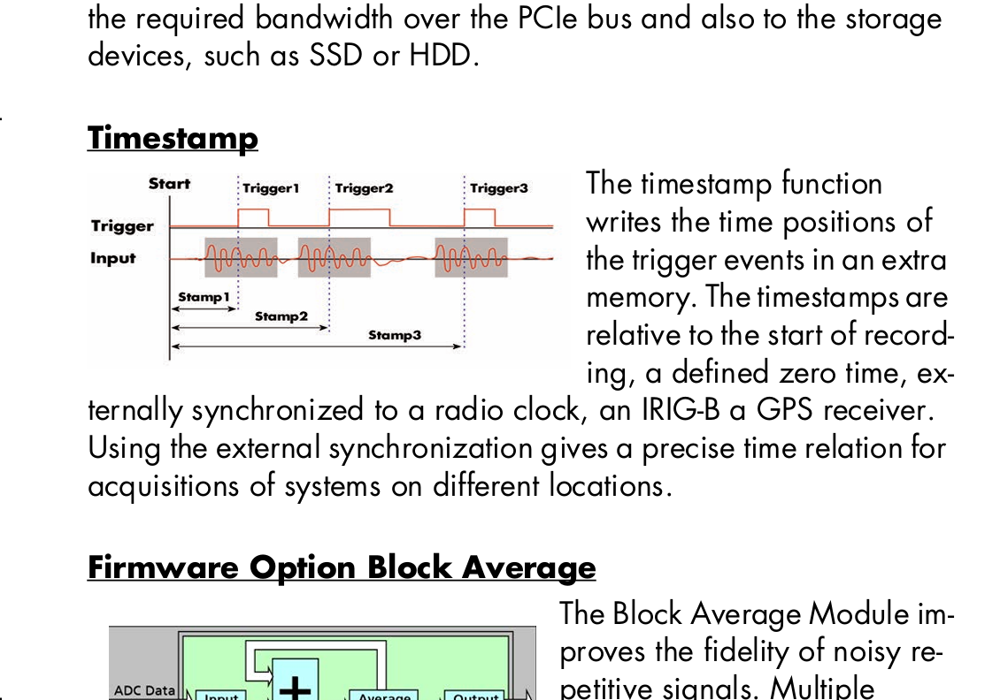 the required bandwidth over the PCIe bus and also to the storage
devices, such as SSD or HDD.
Timestamp
Start
Trigger1
Trigger2
Trigger3
Trigger
Input
Stamp1
Stamp2
Stamp3
The timestamp function
writes the time positions of
the trigger events in an extra
memory. The timestamps are
relative to the start of record-
ing, a defined zero time, ex-
ternally synchronized to a radio clock, an IRIG-B a GPS receiver.
Using the external synchronization gives a precise time relation for
acquisitions of systems on different locations.
Firmware Option Block Average
ADC Data
+
Input
Average
Output
The Block Average Module im-
proves the fidelity of noisy re-
petitive signals. Multiple